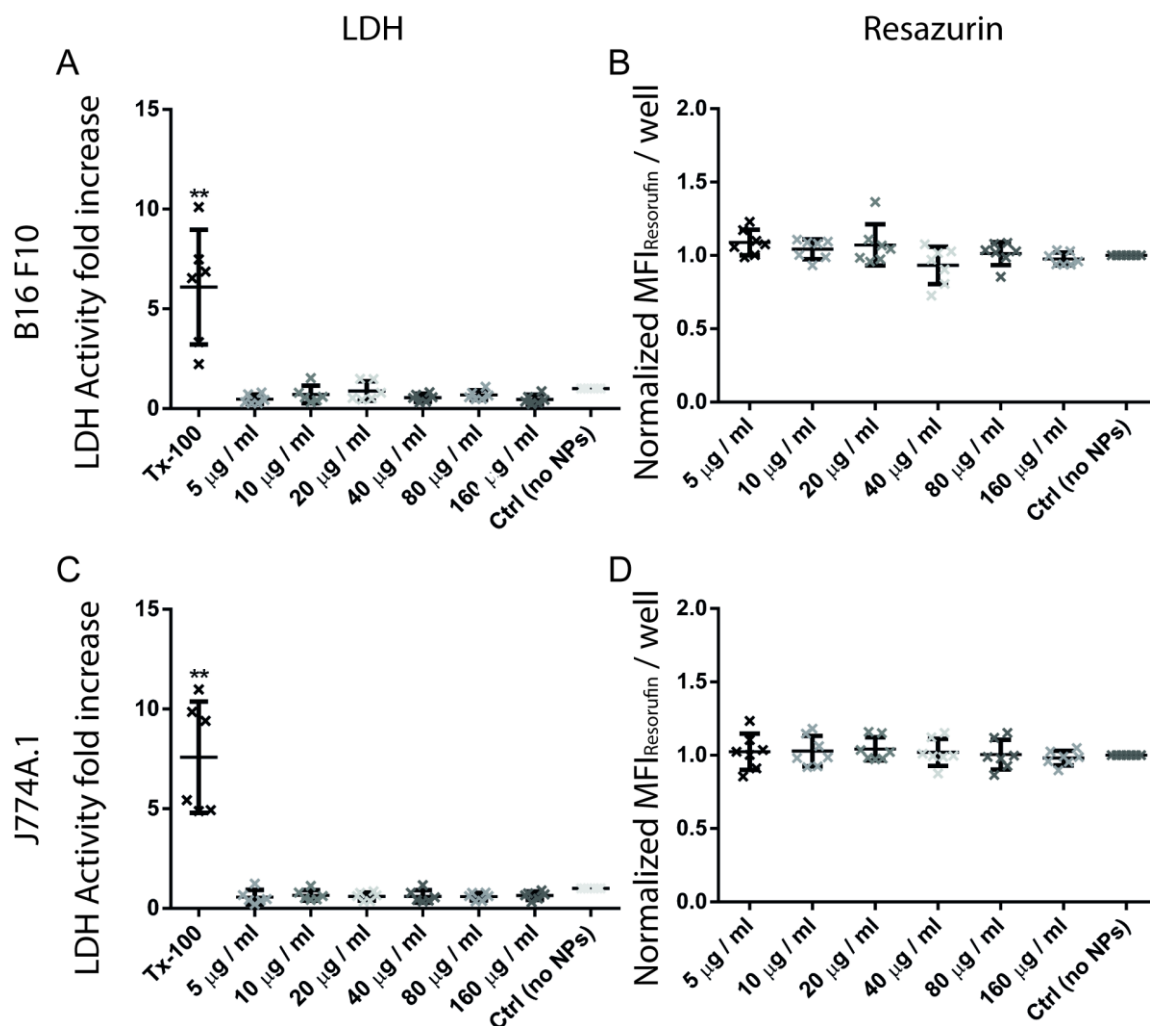 LDH
Resazurin
A
B
B16 F10
LDH Activity fold increase
15
10
5
0
**
Tx-100
5 µg / ml
10 µg / ml
20 µg / ml
40 µg / ml
80 µg / ml
160 µg / ml
Ctrl (no NPs)
Normalized MFI Resorufin / well
2.0
1.5
1.0
0.5
0.0
5 µg / ml
10 µg / ml
20 µg / ml
40 µg / ml
80 µg / ml
160 µg / ml
Ctrl (no NPs)
C
D
J774A.1
LDH Activity fold increase
15
10
5
0
**
Tx-100
5 µg / ml
10 µg / ml
20 µg / ml
40 µg / ml
80 µg / ml
160 µg / ml
Ctrl (no NPs)
Normalized MFI Resorufin / well
2.0
1.5
1.0
0.5
0.0
5 µg / ml
10 µg / ml
20 µg / ml
40 µg / ml
80 µg / ml
160 µg / ml
Ctrl (no NPs)